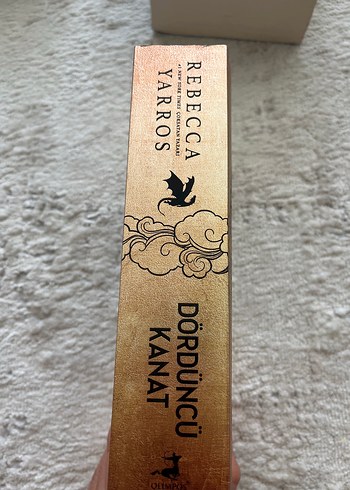 REBECCA
YARROS
#1 NEW YORK TIMES ÇOKSATAN YAZARI
DÖRDÜNCÜ
KANAT